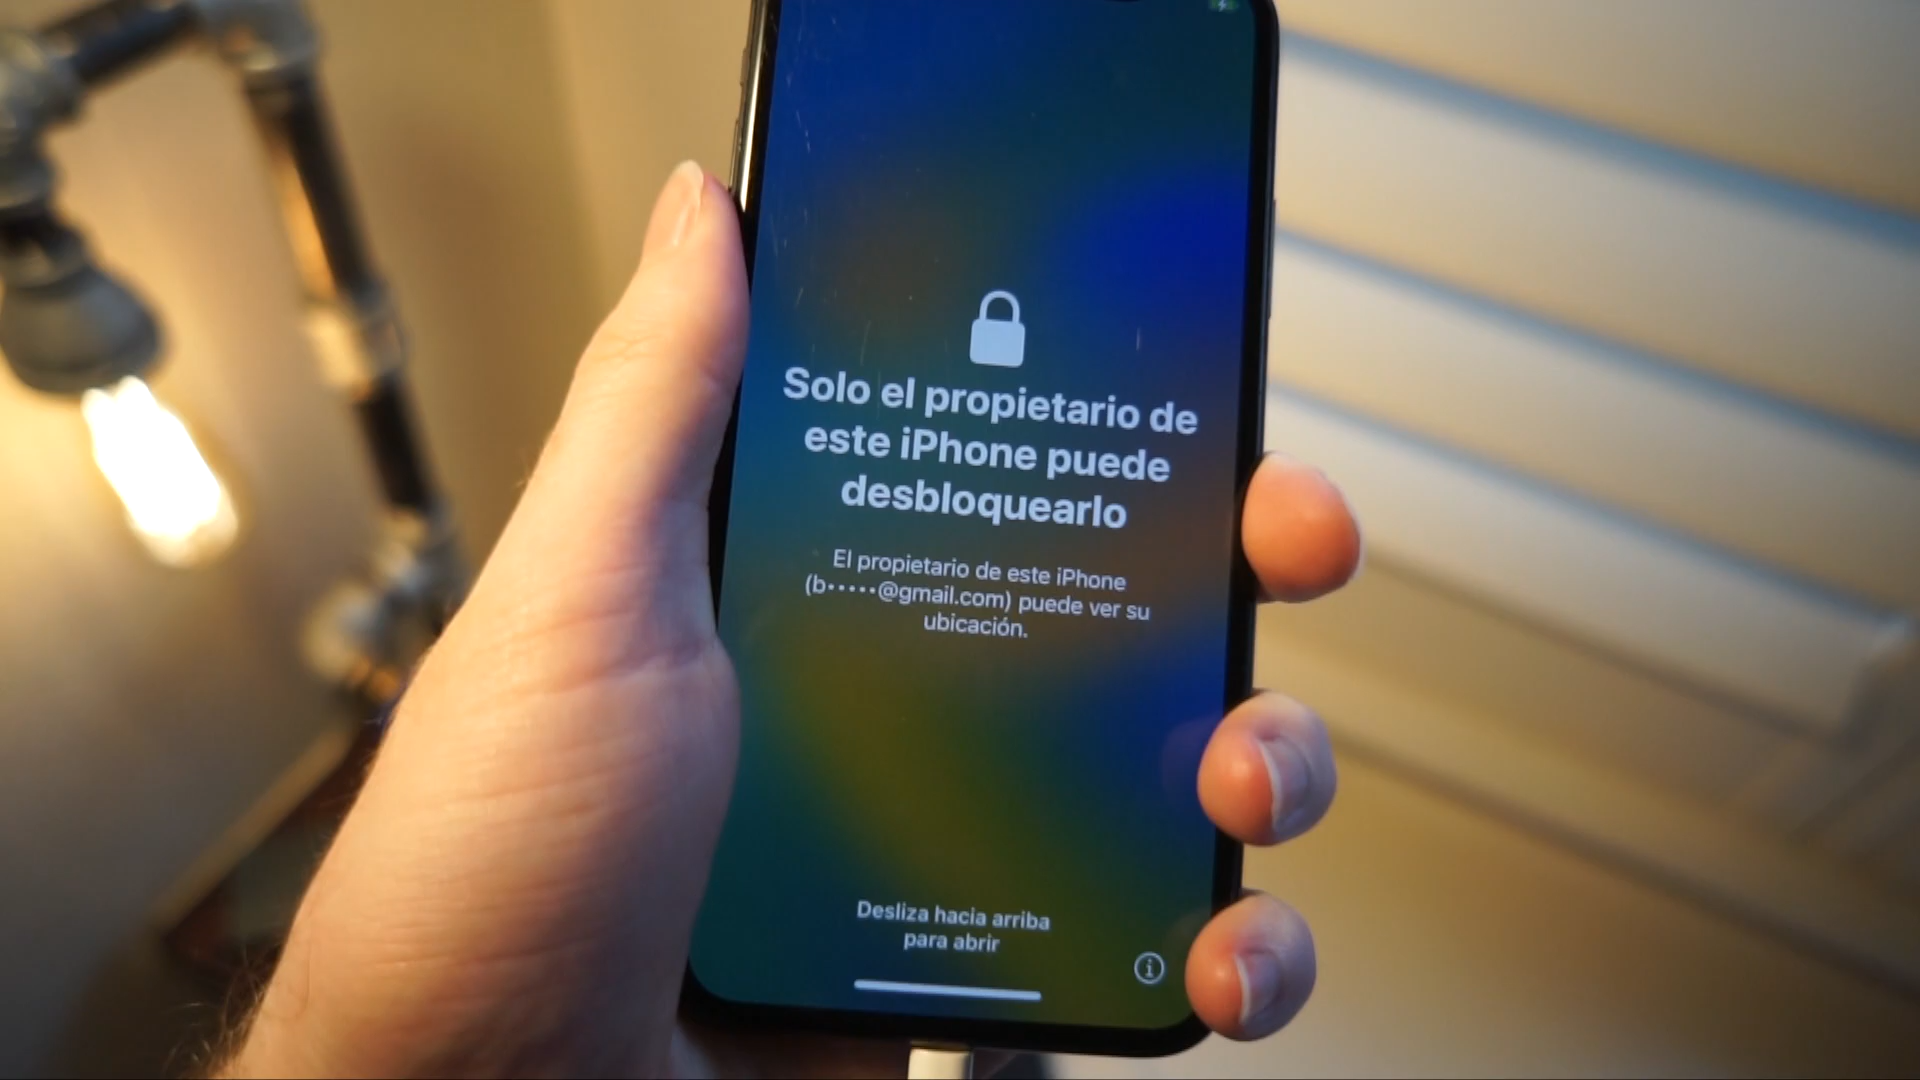 Solo el propietario de
este iPhone puede
desbloquearlo
El propietario de este iPhone
(b•••••@gmail.com) puede ver su
ubicación.
Desliza hacia arriba
para abrir